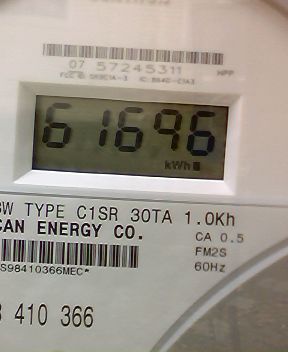 07 57245311 HPP
61696
kWh
TYPE C1SR 30TA 1.0Kh
CAN ENERGY CO.
CA 0.5
FM2S
S98410366MEC*
60Hz
410 366